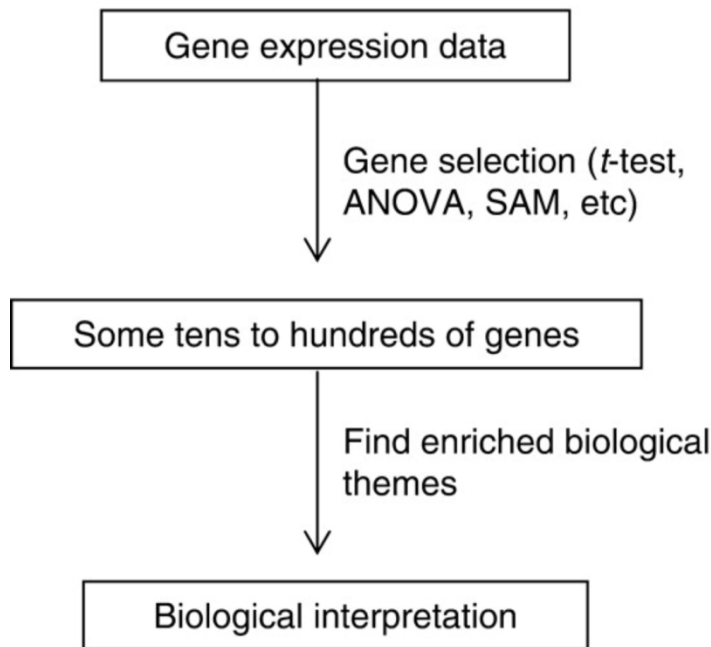 Gene expression data
Gene selection (t-test,
ANOVA, SAM, etc)
Some tens to hundreds of genes
Find enriched biological
themes
Biological interpretation